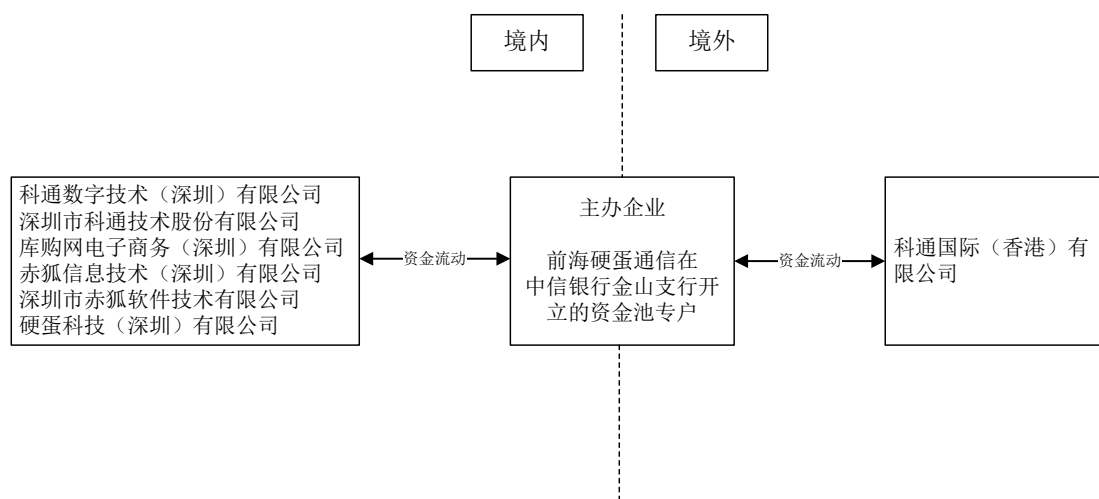 境内
境外
科通数字技术（深圳）有限公司
深圳市科通技术股份有限公司
库购网电子商务（深圳）有限公司
赤狐信息技术（深圳）有限公司
深圳市赤狐软件技术有限公司
硬蛋科技（深圳）有限公司
资金流动
主办企业
前海硬蛋通信在
中信银行金山支行开
立的资金池专户
资金流动
科通国际（香港）有
限公司